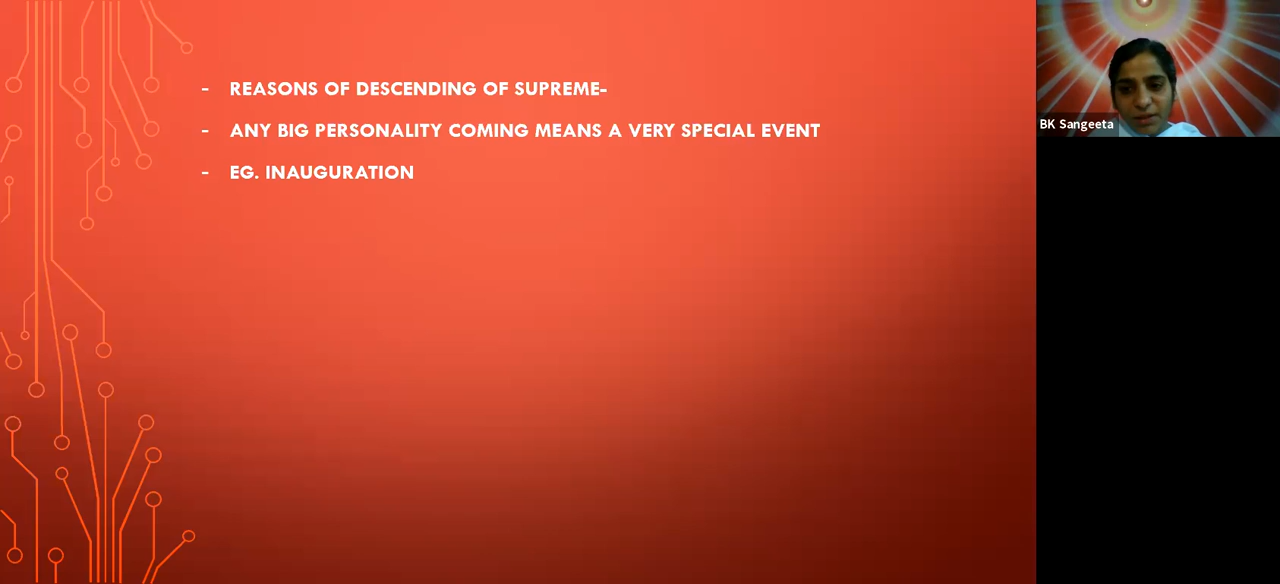 - REASONS OF DESCENDING OF SUPREME-
- ANY BIG PERSONALITY COMING MEANS A VERY SPECIAL EVENT
- EG. INAUGURATION
BK Sangeeta